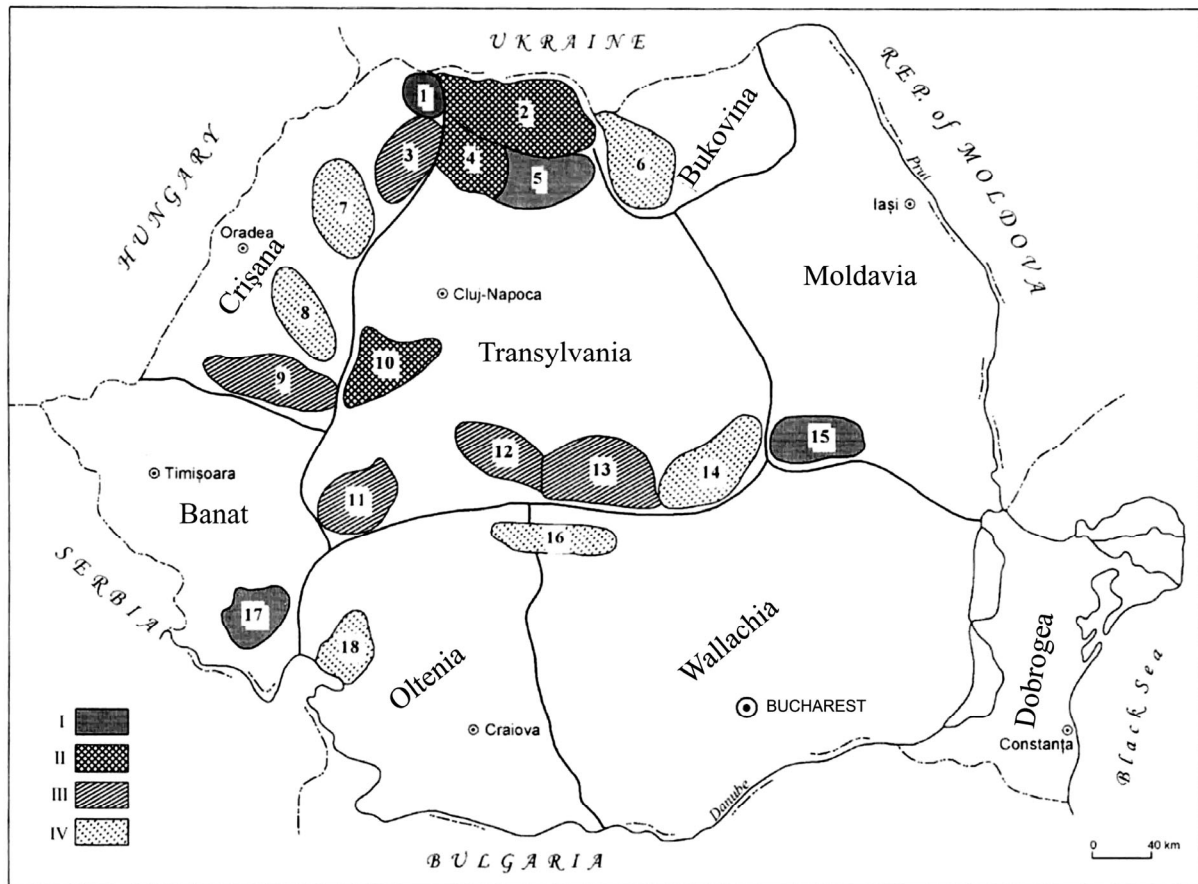 UKRAINE
REP. of MOLDOVA
HUNGARY
Bukovina
Prut
1
2
3
4
5
6
7
Iași
Oradea
Crișana
Moldavia
8
Cluj-Napoca
Transylvania
9
10
12
13
14
15
Timișoara
11
Banat
16
SERBIA
17
18
Oltenia
Wallachia
Dobrogea
Black Sea
BUCHAREST
Craiova
Constanța
I
II
III
IV
Danube
BULGARIA
0 40 km